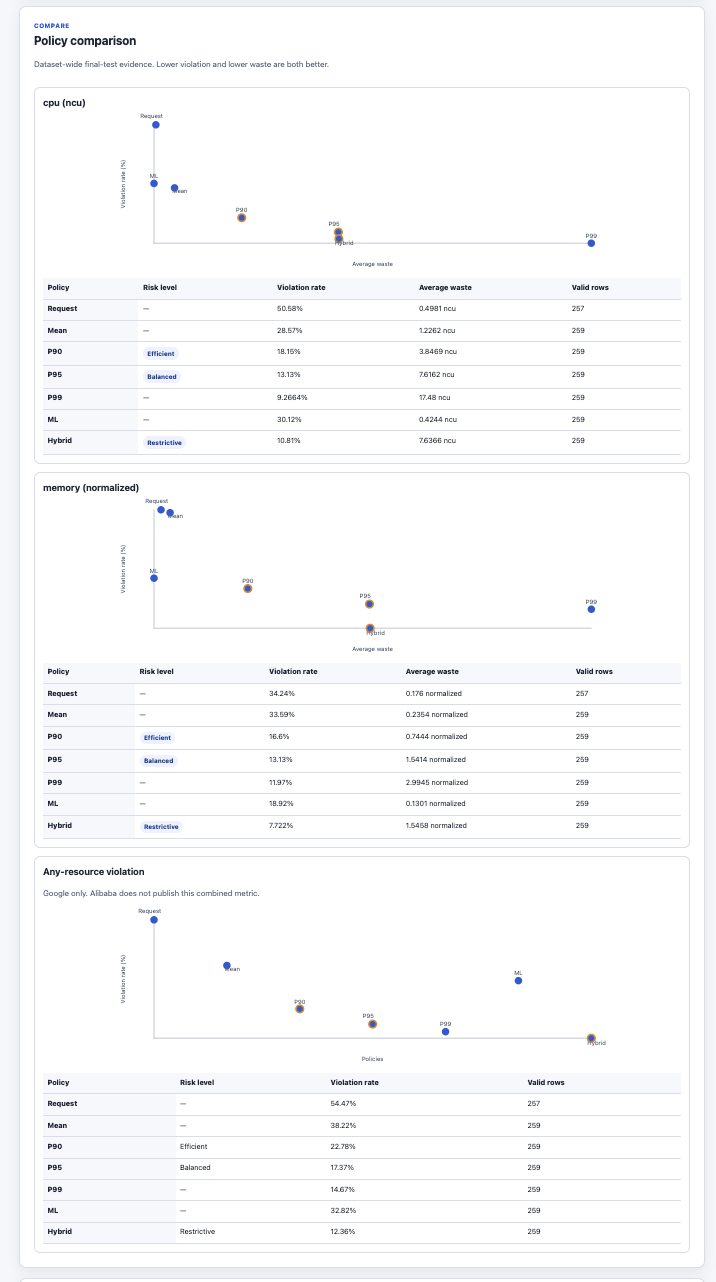 COMPARE
Policy comparison
Dataset-wide final-test evidence. Lower violation and lower waste are both better.
cpu (ncu)
Request
ML
Mean
P90
P95
Hybrid
P99
Violation rate (%)
Average waste
Policy Risk level Violation rate Average waste Valid rows
Request — 50.58% 0.4981 ncu 257
Mean — 28.57% 1.2262 ncu 259
P90 Efficient 18.15% 3.8469 ncu 259
P95 Balanced 13.13% 7.6162 ncu 259
P99 — 9.2664% 17.48 ncu 259
ML — 30.12% 0.4244 ncu 259
Hybrid Restrictive 10.81% 7.6366 ncu 259
memory (normalized)
Request
Mean
ML
P90
P95
Hybrid
P99
Violation rate (%)
Average waste
Policy Risk level Violation rate Average waste Valid rows
Request — 34.24% 0.176 normalized 257
Mean — 33.59% 0.2354 normalized 259
P90 Efficient 16.6% 0.7444 normalized 259
P95 Balanced 13.13% 1.5414 normalized 259
P99 — 11.97% 2.9945 normalized 259
ML — 18.92% 0.1301 normalized 259
Hybrid Restrictive 7.722% 1.5458 normalized 259
Any-resource violation
Google only. Alibaba does not publish this combined metric.
Request
Mean
P90
P95
P99
ML
Hybrid
Violation rate (%)
Policies
Policy Risk level Violation rate Valid rows
Request — 54.47% 257
Mean — 38.22% 259
P90 Efficient 22.78% 259
P95 Balanced 17.37% 259
P99 — 14.67% 259
ML — 32.82% 259
Hybrid Restrictive 12.36% 259